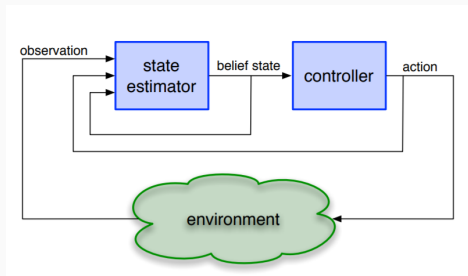 observation
state
estimator
belief state
controller
action
environment